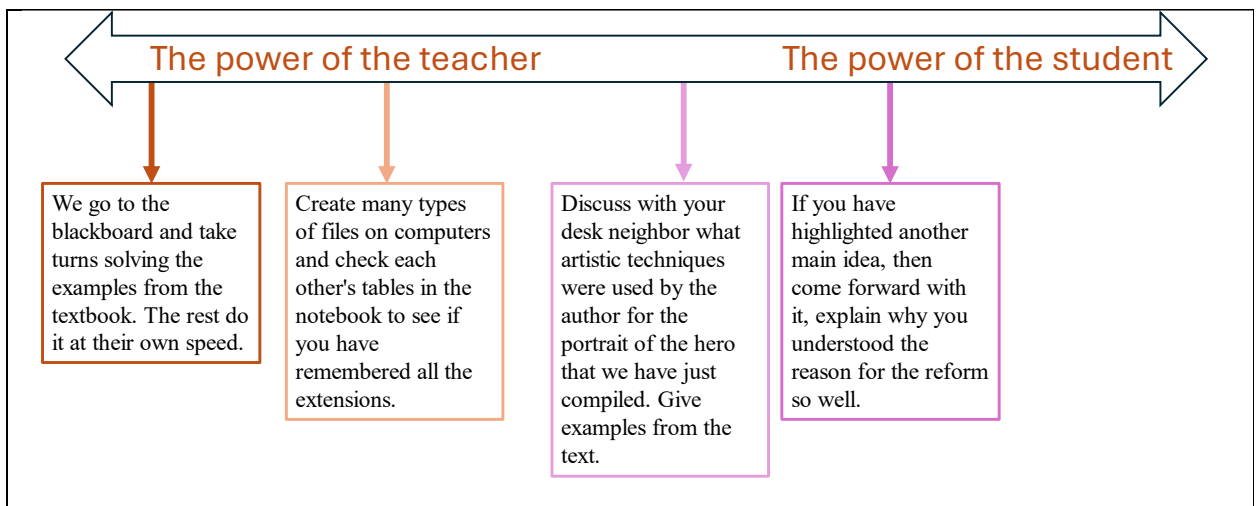 The power of the teacher
The power of the student
We go to the
blackboard and take
turns solving the
examples from the
textbook. The rest do
it at their own speed.
Create many types
of files on computers
and check each
other's tables in the
notebook to see if
you have
remembered all the
extensions.
Discuss with your
desk neighbor what
artistic techniques
were used by the
author for the
portrait of the hero
that we have just
compiled. Give
examples from the
text.
If you have
highlighted another
main idea, then
come forward with
it, explain why you
understood the
reason for the reform
so well.